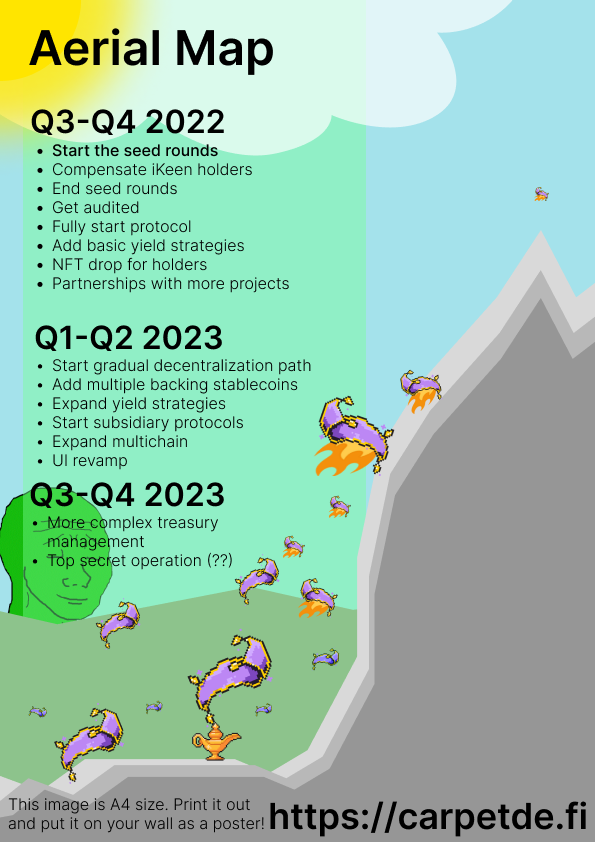 Aerial Map
Q3-Q4 2022
• Start the seed rounds
• Compensate iKeen holders
• End seed rounds
• Get audited
• Fully start protocol
• Add basic yield strategies
• NFT drop for holders
• Partnerships with more projects
Q1-Q2 2023
• Start gradual decentralization path
• Add multiple backing stablecoins
• Expand yield strategies
• Start subsidiary protocols
• Expand multichain
• UI revamp
Q3-Q4 2023
• More complex treasury
management
• Top secret operation (??)
This image is A4 size. Print it out
and put it on your wall as a poster!
https://carpetde.fi